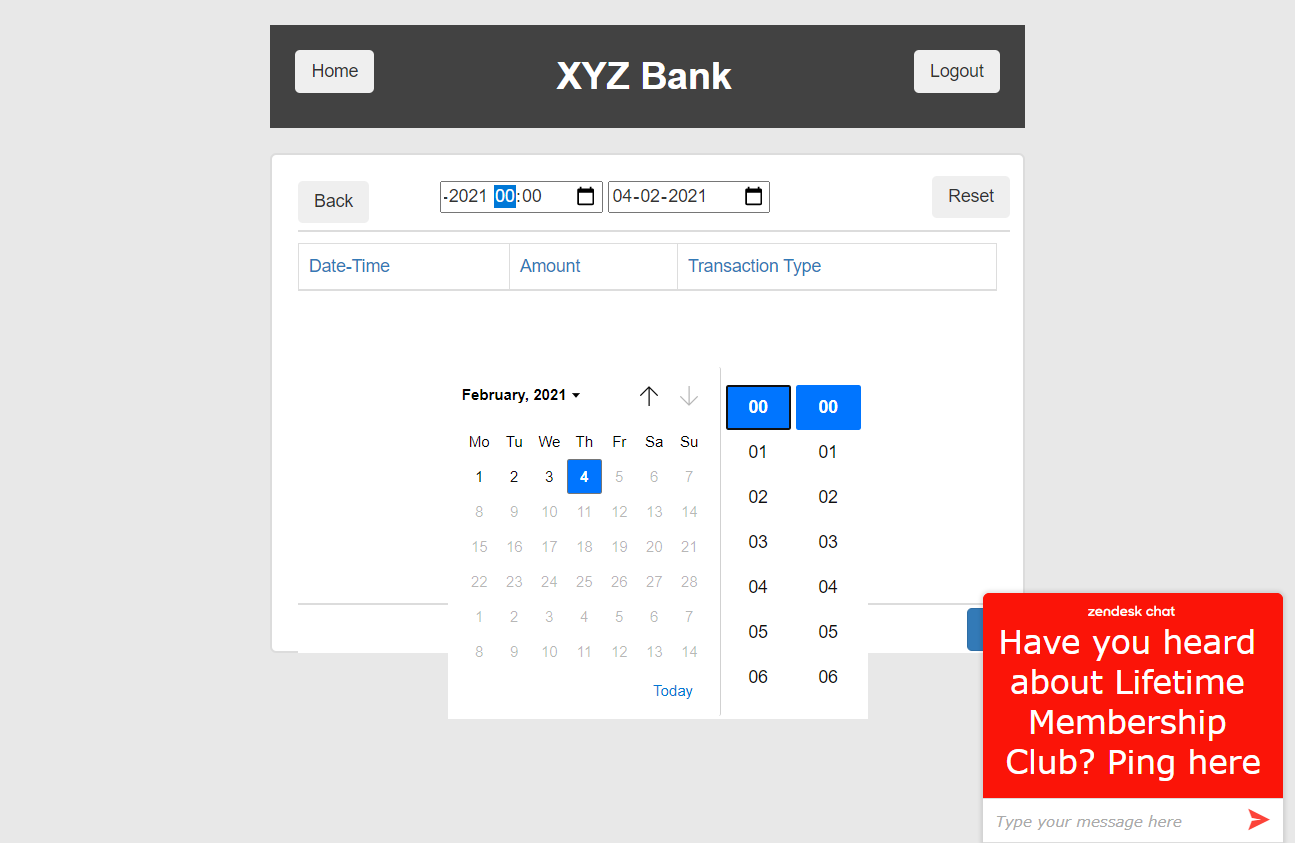 Home XYZ Bank Logout
Back -2021 00:00 04-02-2021 Reset
Date-Time Amount Transaction Type
February, 2021
Mo Tu We Th Fr Sa Su
1 2 3 4 5 6 7
8 9 10 11 12 13 14
15 16 17 18 19 20 21
22 23 24 25 26 27 28
1 2 3 4 5 6 7
8 9 10 11 12 13 14
Today
00 00
01 01
02 02
03 03
04 04
05 05
06 06
zendesk chat
Have you heard
about Lifetime
Membership
Club? Ping here
Type your message here